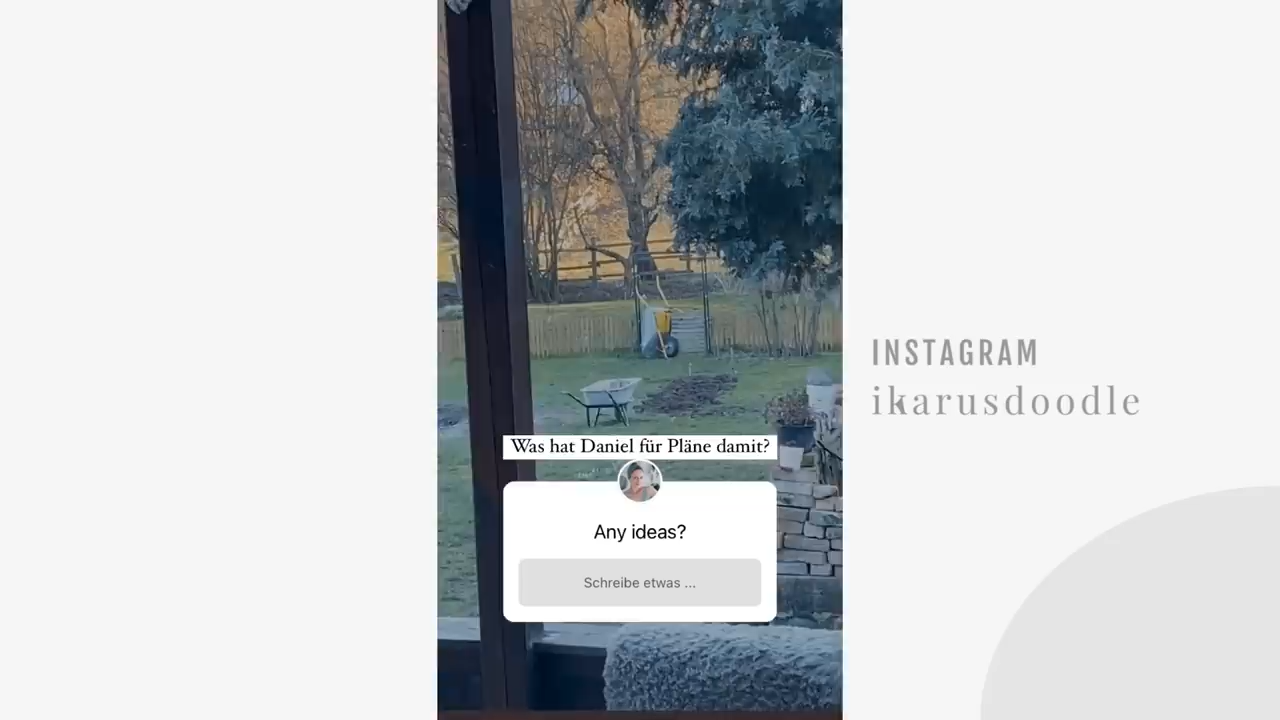 Was hat Daniel für Pläne damit?
Any ideas?
Schreibe etwas ...
INSTAGRAM
ikarusdoodle